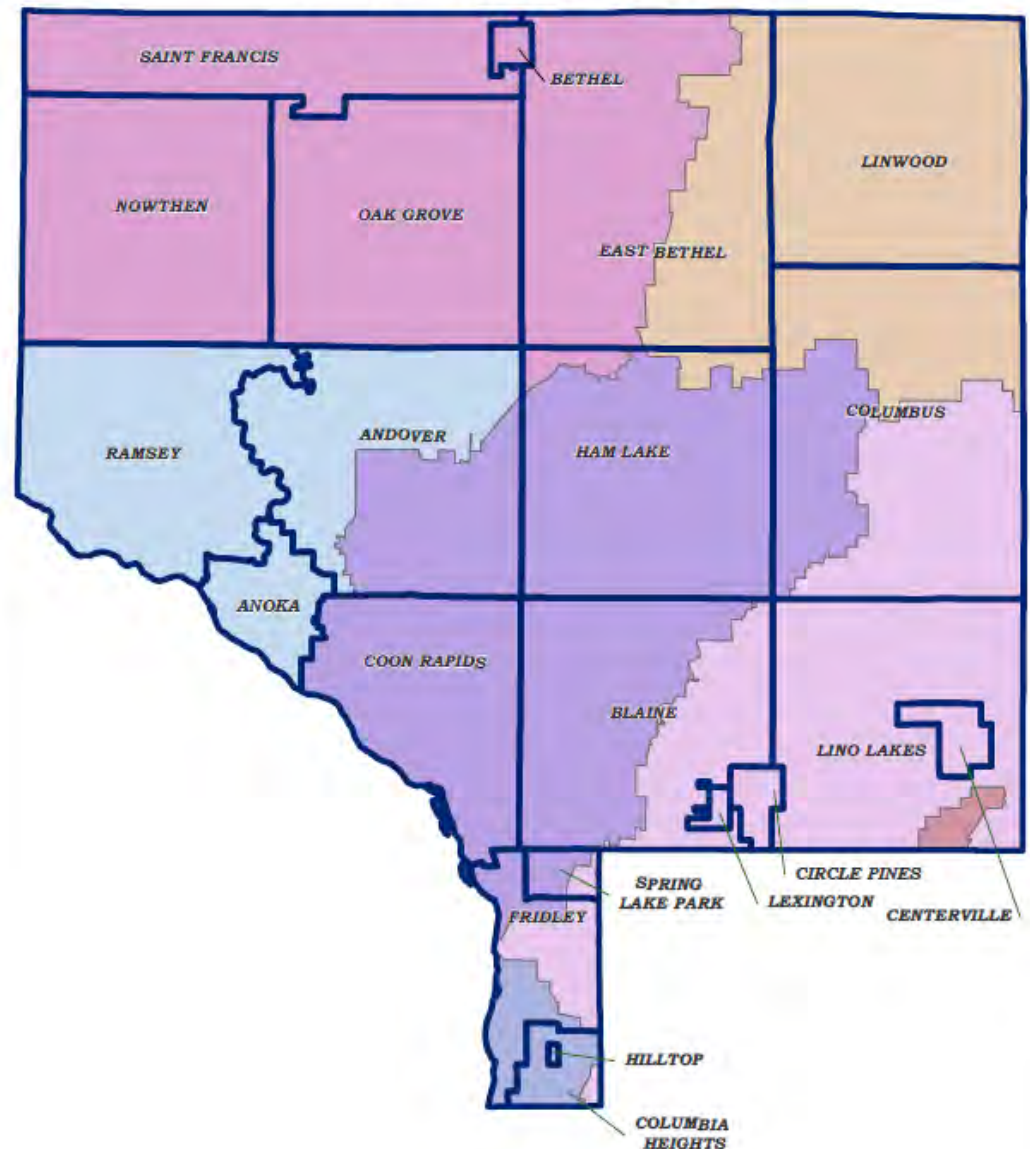 SAINT FRANCIS
BETHEL
LINWOOD
NOWTHEN
OAK GROVE
EAST BETHEL
COLUMBUS
ANDOVER
RAMSEY
HAM LAKE
ANOKA
COON RAPIDS
BLAINE
LINO LAKES
CIRCLE PINES
SPRING
LAKE PARK
LEXINGTON
CENTERVILLE
FRIDLEY
HILLTOP
COLUMBIA
HEIGHTS